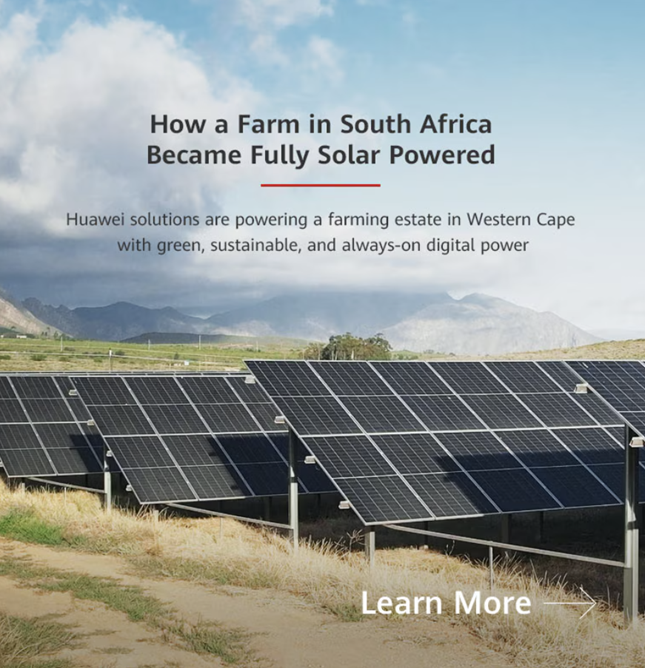 How a Farm in South Africa
Became Fully Solar Powered
Huawei solutions are powering a farming estate in Western Cape
with green, sustainable, and always-on digital power
Learn More